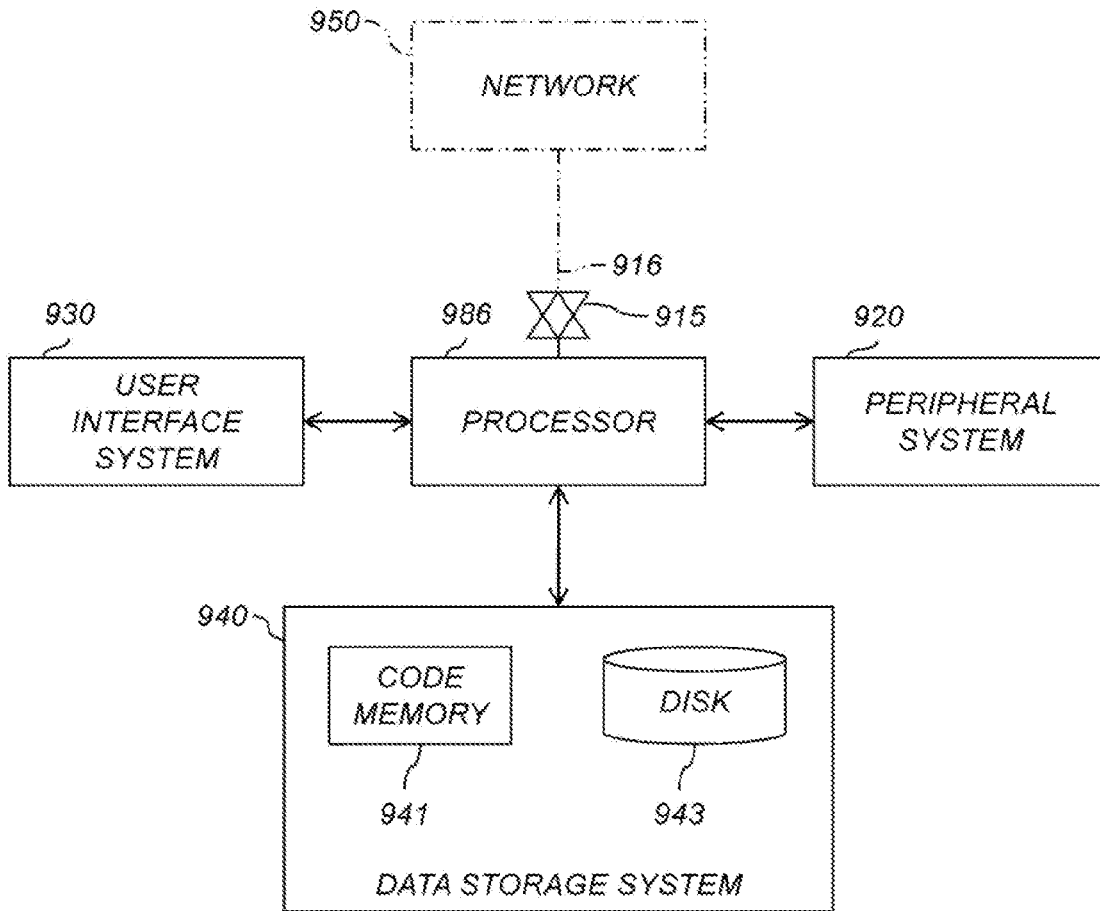 950
NETWORK
916
915
930
986
920
USER
INTERFACE
SYSTEM
PROCESSOR
PERIPHERAL
SYSTEM
940
CODE
MEMORY
DISK
941
943
DATA STORAGE SYSTEM